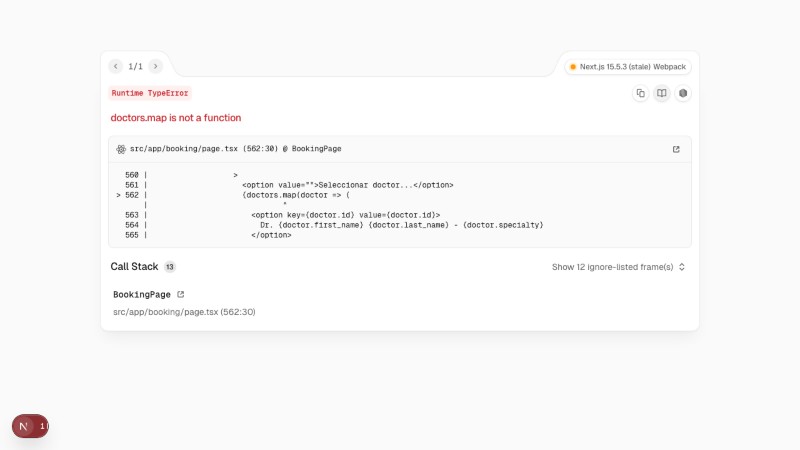 1/1
Next.js 15.5.3 (stale) Webpack
Runtime TypeError
doctors.map is not a function
src/app/booking/page.tsx (562:30) @ BookingPage
560 | >
561 | <option value="">Seleccionar doctor...</option>
> 562 | {doctors.map(doctor => (
| ^
563 | <option key={doctor.id} value={doctor.id}>
564 | Dr. {doctor.first_name} {doctor.last_name} - {doctor.specialty}
565 | </option>
Call Stack 13
Show 12 ignore-listed frame(s)
BookingPage
src/app/booking/page.tsx (562:30)
N 1